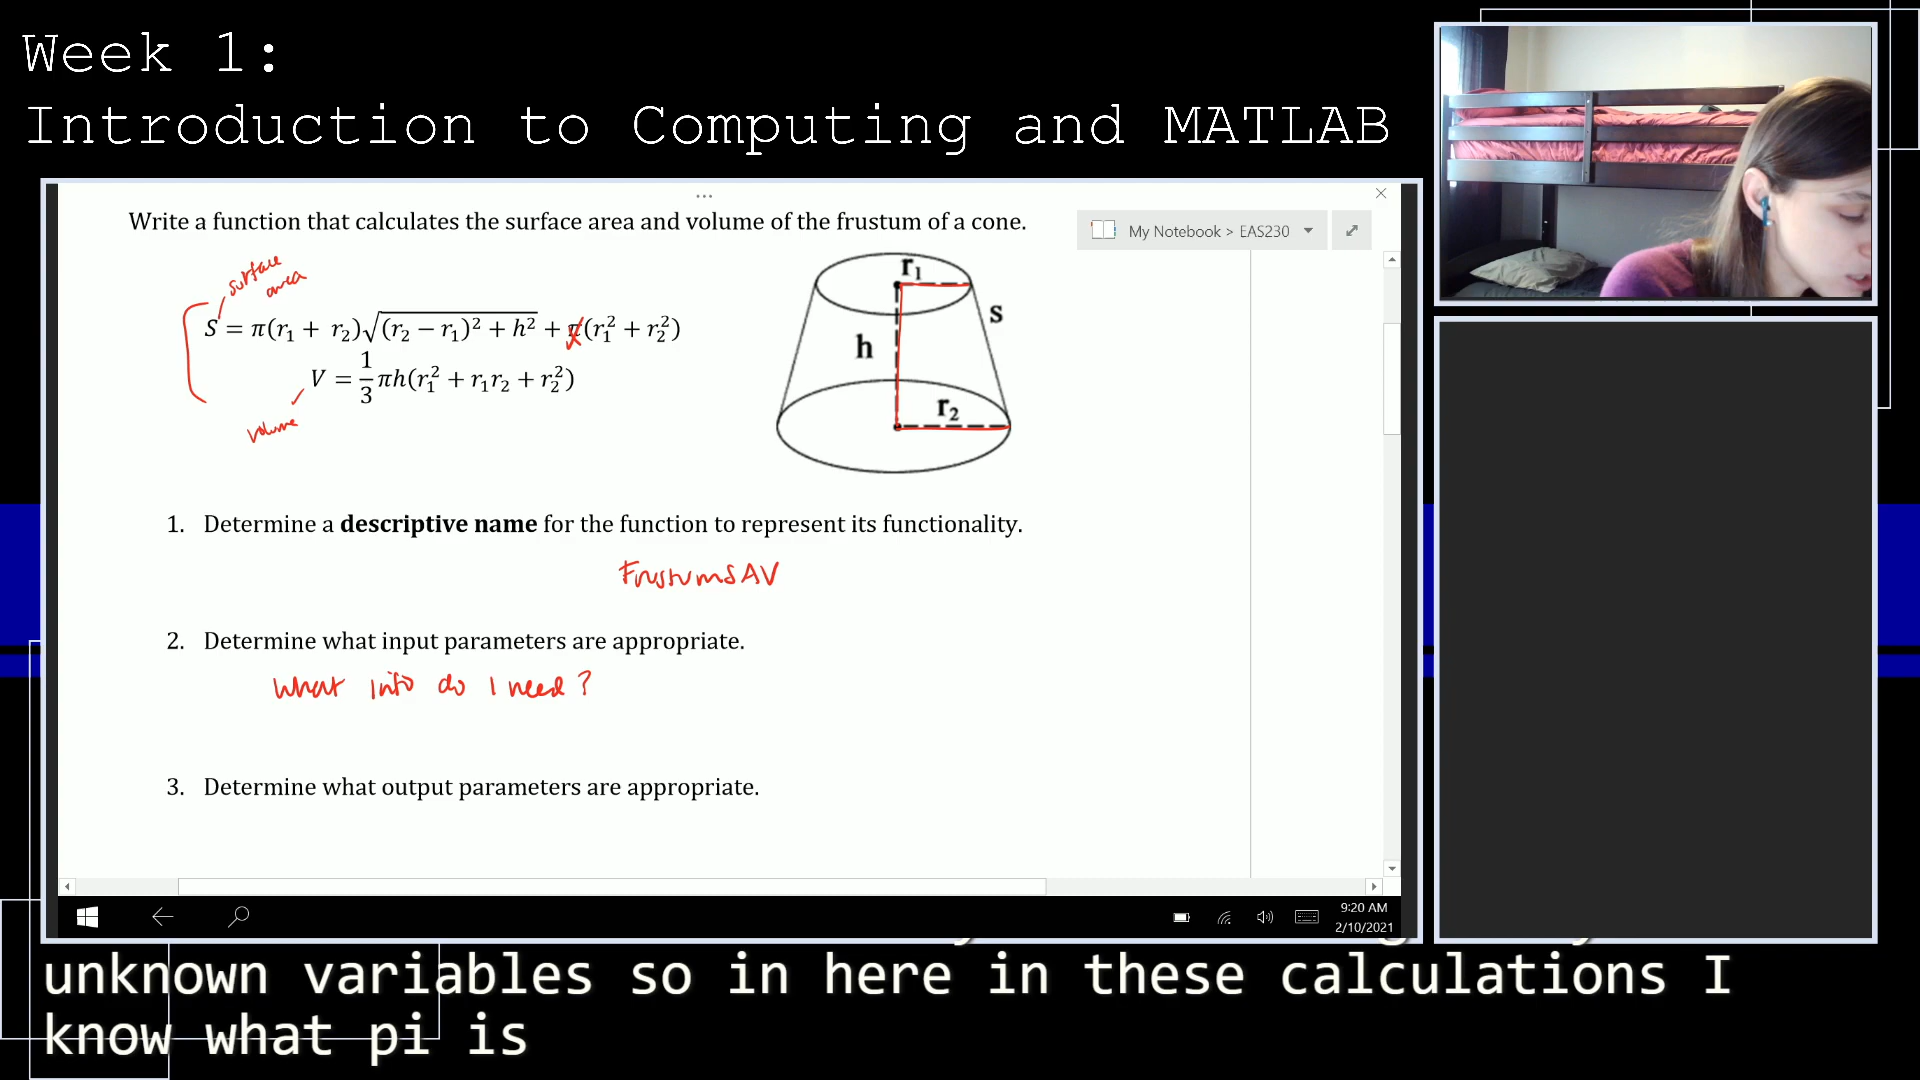 Week 1:
Introduction to Computing and MATLAB
Write a function that calculates the surface area and volume of the frustum of a cone.
My Notebook > EAS230
surface
area
S = π(r₁ + r₂)√(r₂ − r₁)² + h² + π(r₁² + r₂²)
V = 1/3 πh(r₁² + r₁r₂ + r₂²)
volume
r₁
s
h
r₂
1. Determine a descriptive name for the function to represent its functionality.
FrustumSAV
2. Determine what input parameters are appropriate.
What info do I need?
3. Determine what output parameters are appropriate.
9:20 AM
2/10/2021
unknown variables so in here in these calculations I
know what pi is